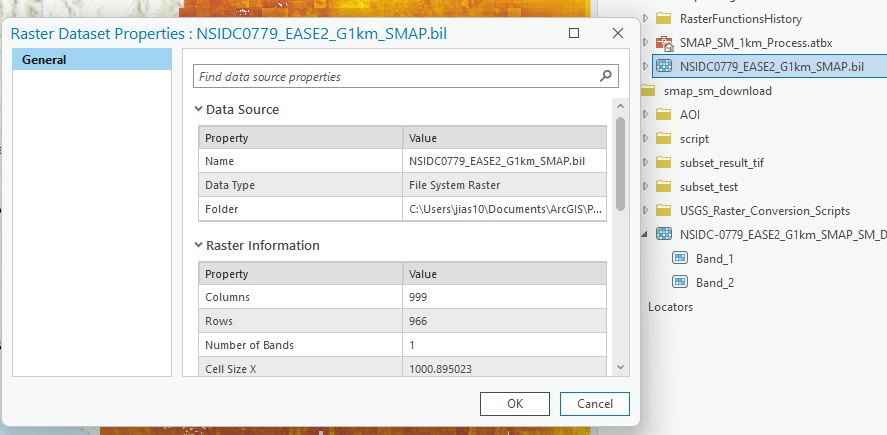 Raster Dataset Properties : NSIDC0779_EASE2_G1km_SMAP.bil
General
Find data source properties
Data Source
Property Value
Name NSIDC0779_EASE2_G1km_SMAP.bil
Data Type File System Raster
Folder C:\Users\jias10\Documents\ArcGIS\P...
Raster Information
Property Value
Columns 999
Rows 966
Number of Bands 1
Cell Size X 1000.895023
OK Cancel
RasterFunctionsHistory
SMAP_SM_1km_Process.atbx
NSIDC0779_EASE2_G1km_SMAP.bil
smap_sm_download
AOI
script
subset_result_tif
subset_test
USGS_Raster_Conversion_Scripts
NSIDC-0779_EASE2_G1km_SMAP_SM_D
Band_1
Band_2
Locators